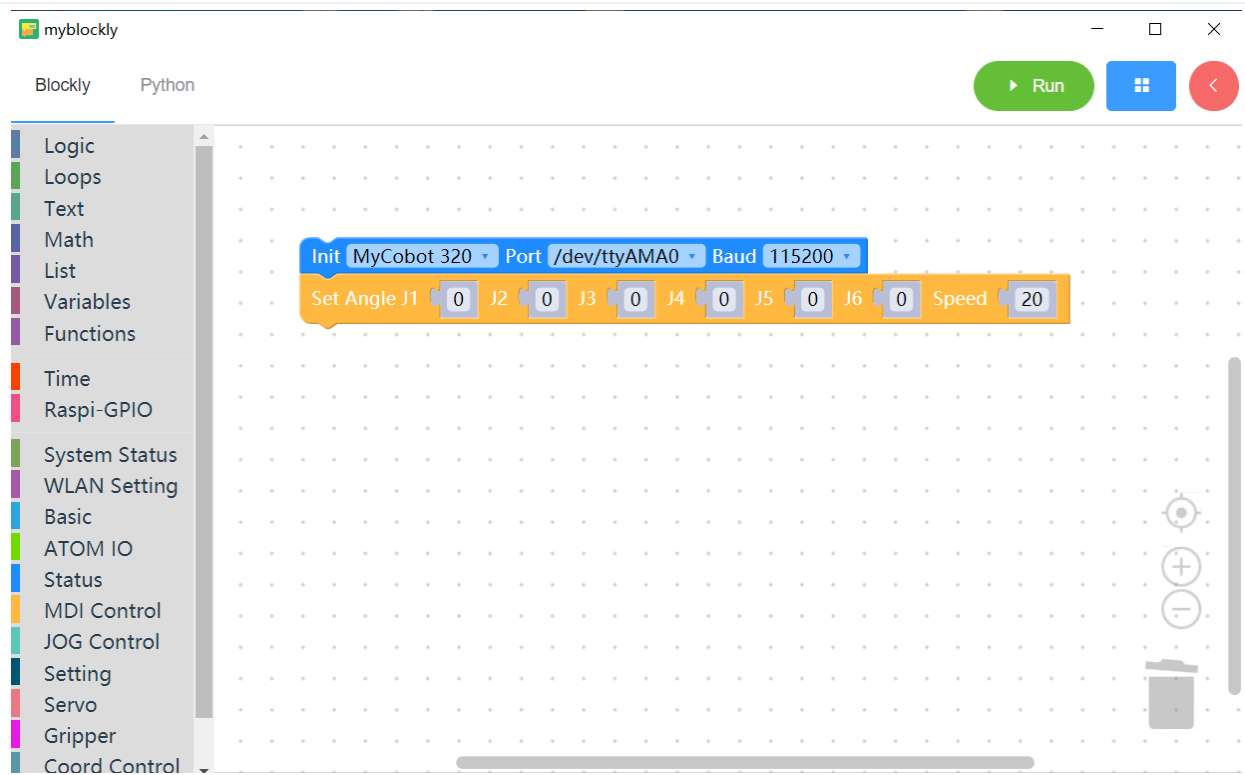 myblockly
Blockly Python Run
Logic
Loops
Text
Math
List
Variables
Functions
Time
Raspi-GPIO
System Status
WLAN Setting
Basic
ATOM IO
Status
MDI Control
JOG Control
Setting
Servo
Gripper
Coord Control
Init MyCobot 320 Port /dev/ttyAMA0 Baud 115200
Set Angle J1 0 J2 0 J3 0 J4 0 J5 0 J6 0 Speed 20